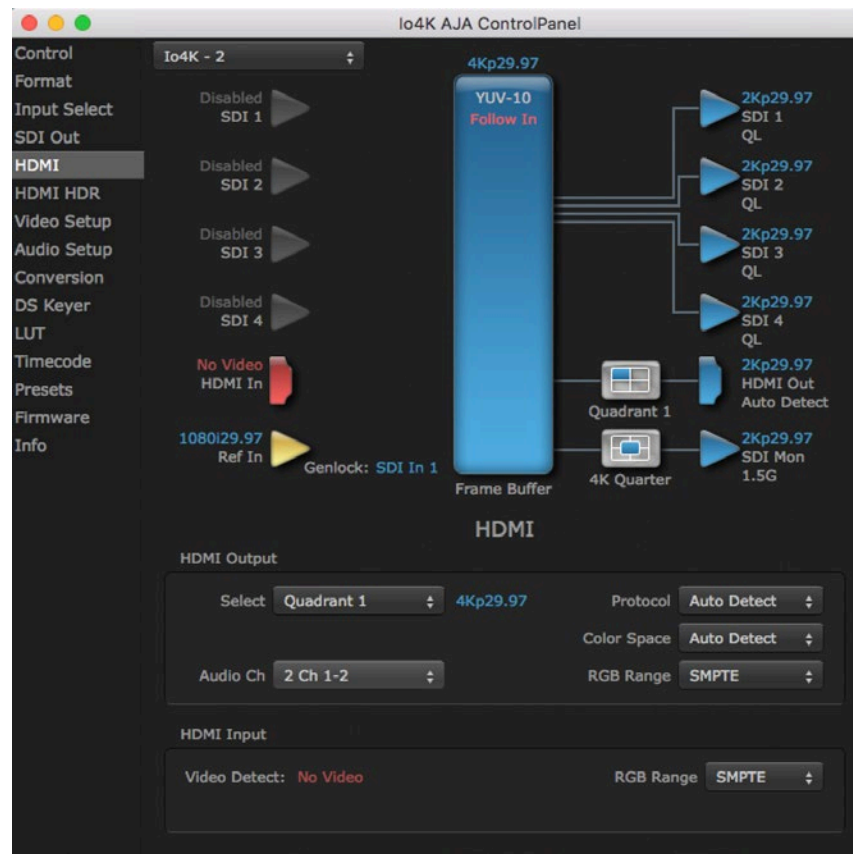 Io4K AJA ControlPanel
Control
Format
Input Select
SDI Out
HDMI
HDMI HDR
Video Setup
Audio Setup
Conversion
DS Keyer
LUT
Timecode
Presets
Firmware
Info
Io4K - 2
Disabled
SDI 1
Disabled
SDI 2
Disabled
SDI 3
Disabled
SDI 4
No Video
HDMI In
1080i29.97
Ref In
Genlock: SDI In 1
4Kp29.97
YUV-10
Follow In
Frame Buffer
Quadrant 1
4K Quarter
2Kp29.97
SDI 1
QL
2Kp29.97
SDI 2
QL
2Kp29.97
SDI 3
QL
2Kp29.97
SDI 4
QL
2Kp29.97
HDMI Out
Auto Detect
2Kp29.97
SDI Mon
1.5G
HDMI
HDMI Output
Select Quadrant 1 4Kp29.97 Protocol Auto Detect
Color Space Auto Detect
Audio Ch 2 Ch 1-2 RGB Range SMPTE
HDMI Input
Video Detect: No Video RGB Range SMPTE